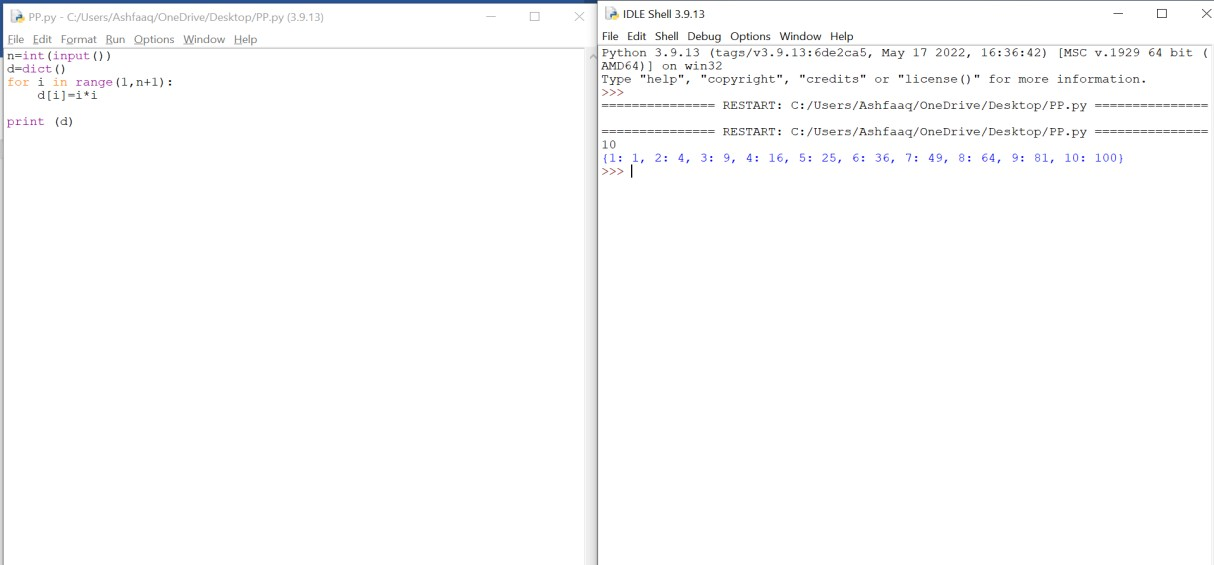 PP.py - C:/Users/Ashfaaq/OneDrive/Desktop/PP.py (3.9.13)
File Edit Format Run Options Window Help
n=int(input())
d=dict()
for i in range(1,n+1):
    d[i]=i*i
print (d)
IDLE Shell 3.9.13
File Edit Shell Debug Options Window Help
Python 3.9.13 (tags/v3.9.13:6de2ca5, May 17 2022, 16:36:42) [MSC v.1929 64 bit (
AMD64)] on win32
Type "help", "copyright", "credits" or "license()" for more information.
>>>
=============== RESTART: C:/Users/Ashfaaq/OneDrive/Desktop/PP.py ===============
=============== RESTART: C:/Users/Ashfaaq/OneDrive/Desktop/PP.py ===============
10
{1: 1, 2: 4, 3: 9, 4: 16, 5: 25, 6: 36, 7: 49, 8: 64, 9: 81, 10: 100}
>>>